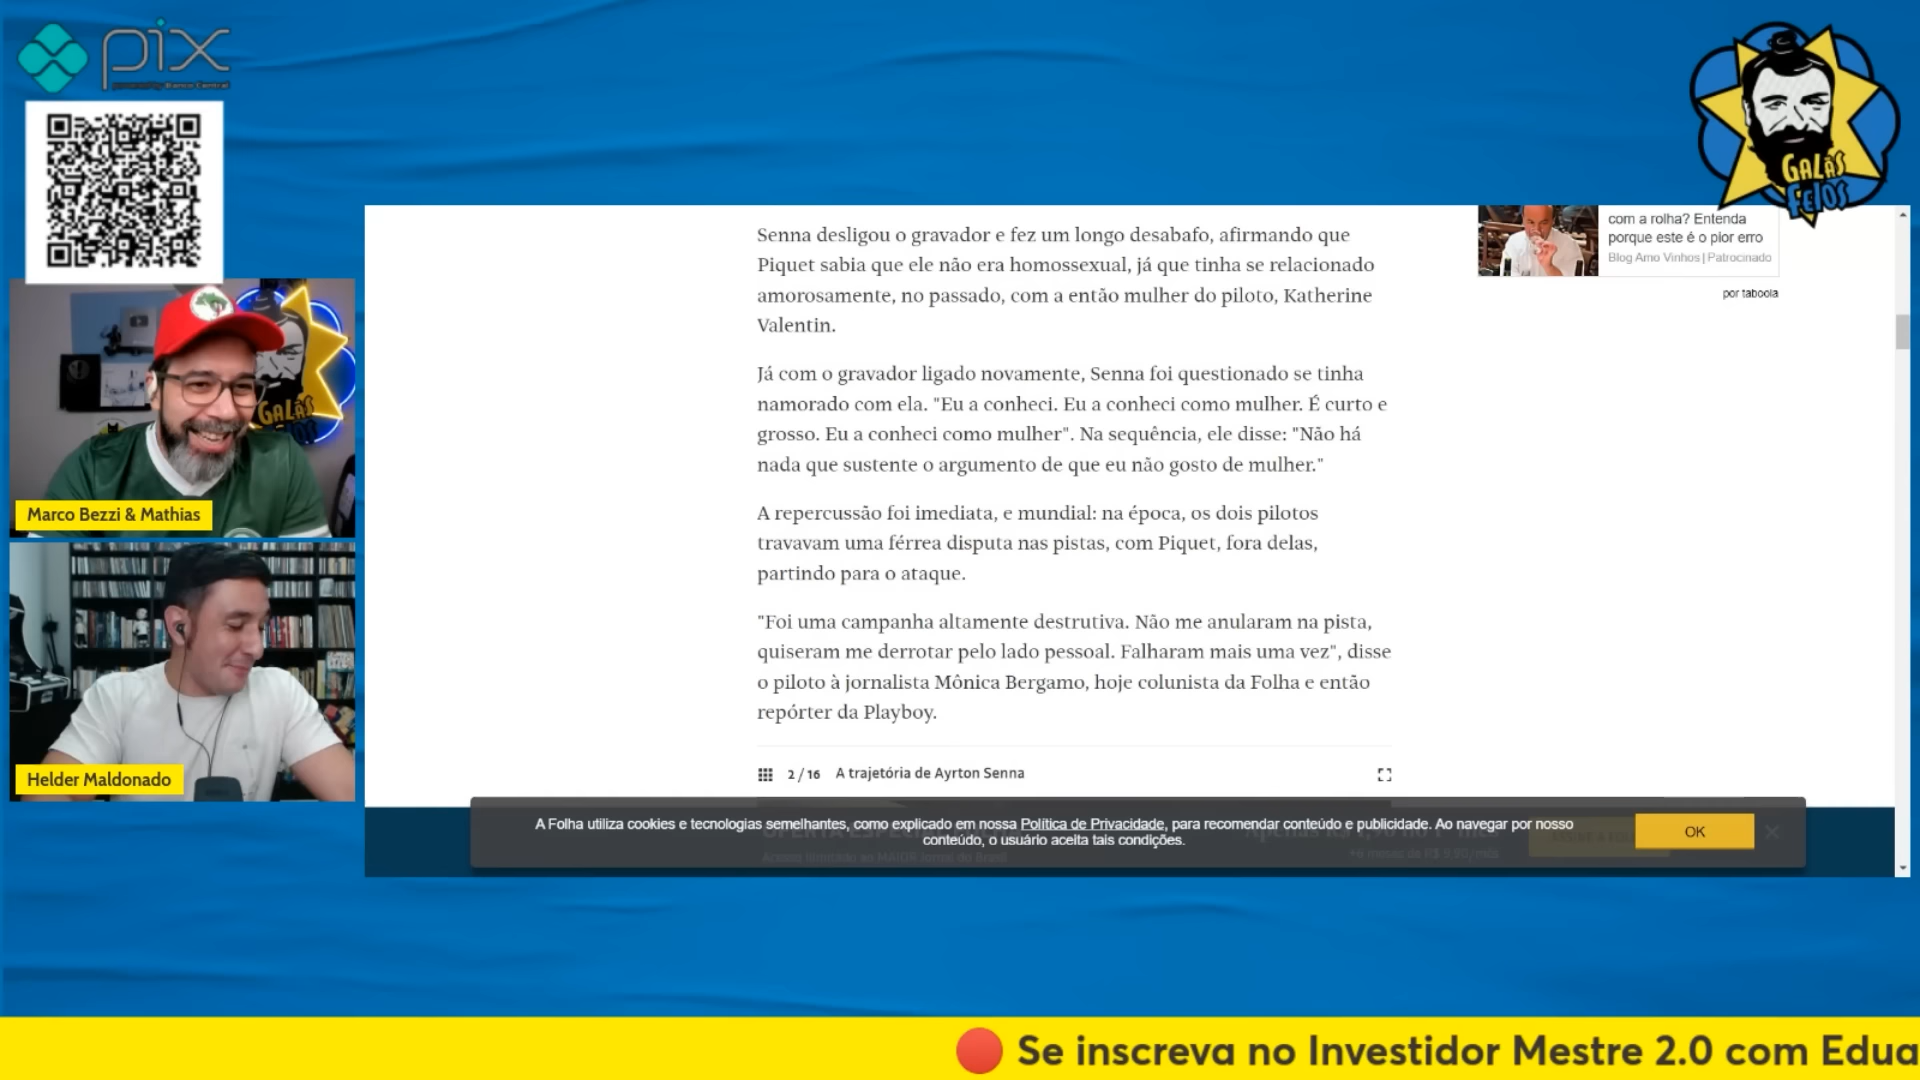 pix
powered by Banco Central
GALÃS
FEIOS
com a rolha? Entenda
porque este é o pior erro
Blog Amo Vinhos | Patrocinado
por taboola
Senna desligou o gravador e fez um longo desabafo, afirmando que
Piquet sabia que ele não era homossexual, já que tinha se relacionado
amorosamente, no passado, com a então mulher do piloto, Katherine
Valentin.
Já com o gravador ligado novamente, Senna foi questionado se tinha
namorado com ela. "Eu a conheci. Eu a conheci como mulher. É curto e
grosso. Eu a conheci como mulher". Na sequência, ele disse: "Não há
nada que sustente o argumento de que eu não gosto de mulher."
A repercussão foi imediata, e mundial: na época, os dois pilotos
travavam uma férrea disputa nas pistas, com Piquet, fora delas,
partindo para o ataque.
"Foi uma campanha altamente destrutiva. Não me anularam na pista,
quiseram me derrotar pelo lado pessoal. Falharam mais uma vez", disse
o piloto à jornalista Mônica Bergamo, hoje colunista da Folha e então
repórter da Playboy.
2 / 16 A trajetória de Ayrton Senna
A Folha utiliza cookies e tecnologias semelhantes, como explicado em nossa Política de Privacidade, para recomendar conteúdo e publicidade. Ao navegar por nosso
conteúdo, o usuário aceita tais condições.
OK
GALÃS
Marco Bezzi & Mathias
Helder Maldonado
Se inscreva no Investidor Mestre 2.0 com Edua